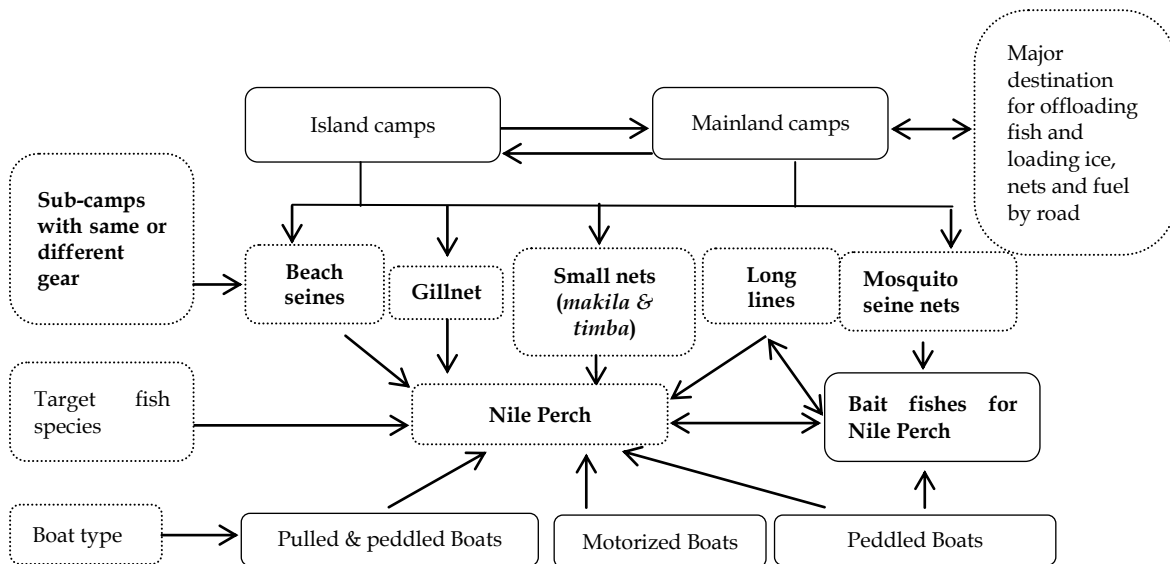 Island camps
Mainland camps
Major
destination
for offloading
fish and
loading ice,
nets and fuel
by road
Sub-camps
with same or
different
gear
Beach
seines
Gillnet
Small nets
(makila &
timba)
Long
lines
Mosquito
seine nets
Target fish
species
Nile Perch
Bait fishes for
Nile Perch
Boat type
Pulled & peddled Boats
Motorized Boats
Peddled Boats